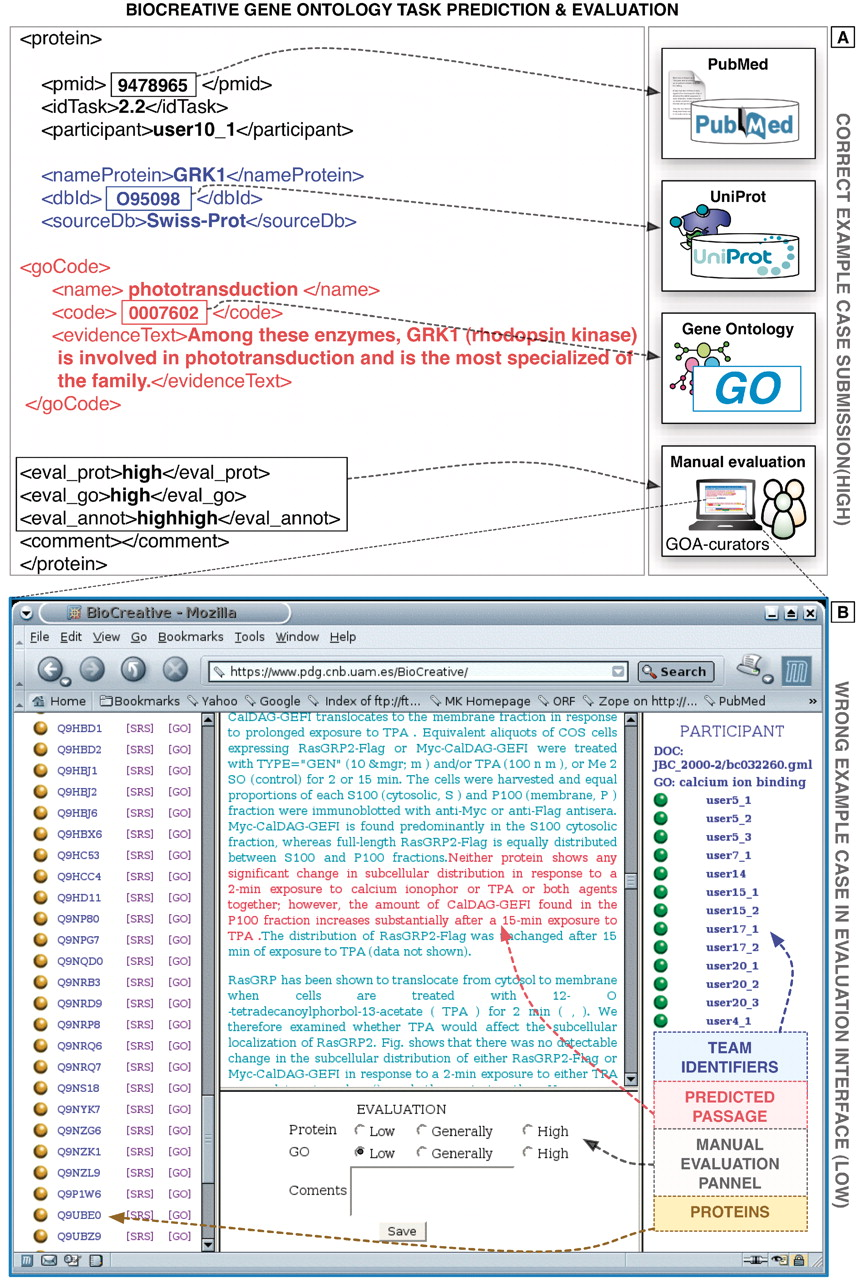 BIOCREATIVE GENE ONTOLOGY TASK PREDICTION & EVALUATION
A
<protein>
<pmid> 9478965 </pmid>
<idTask>2.2</idTask>
<participant>user10_1</participant>
<nameProtein>GRK1</nameProtein>
<dbId> O95098 </dbId>
<sourceDb>Swiss-Prot</sourceDb>
<goCode>
<name> phototransduction </name>
<code> 0007602 </code>
<evidenceText>Among these enzymes, GRK1 (rhodopsin kinase)
is involved in phototransduction and is the most specialized of
the family.</evidenceText>
</goCode>
<eval_prot>high</eval_prot>
<eval_go>high</eval_go>
<eval_annot>highhigh</eval_annot>
<comment></comment>
</protein>
PubMed
PubMed
UniProt
UniProt
Gene Ontology
GO
Manual evaluation
GOA-curators
CORRECT EXAMPLE CASE SUBMISSION(HIGH)
B
BioCreative - Mozilla
File Edit View Go Bookmarks Tools Window Help
https://www.pdg.cnb.uam.es/BioCreative/
Search
Home Bookmarks Yahoo Google Index of ftp://ft... MK Homepage ORF Zope on http://... PubMed »
Q9HBD1 [SRS] [GO]
Q9HBD2 [SRS] [GO]
Q9HBJ1 [SRS] [GO]
Q9HBJ2 [SRS] [GO]
Q9HBJ6 [SRS] [GO]
Q9HBX6 [SRS] [GO]
Q9HC53 [SRS] [GO]
Q9HCC4 [SRS] [GO]
Q9HD11 [SRS] [GO]
Q9NP80 [SRS] [GO]
Q9NPG7 [SRS] [GO]
Q9NQD0 [SRS] [GO]
Q9NRB3 [SRS] [GO]
Q9NRD9 [SRS] [GO]
Q9NRP8 [SRS] [GO]
Q9NRQ6 [SRS] [GO]
Q9NRQ7 [SRS] [GO]
Q9NS18 [SRS] [GO]
Q9NYK7 [SRS] [GO]
Q9NZG6 [SRS] [GO]
Q9NZK1 [SRS] [GO]
Q9NZL9 [SRS] [GO]
Q9P1W6 [SRS] [GO]
Q9UBE0 [SRS] [GO]
Q9UBZ9 [SRS] [GO]
CalDAG-GEFI translocates to the membrane fraction in response
to prolonged exposure to TPA . Equivalent aliquots of COS cells
expressing RasGRP2-Flag or Myc-CalDAG-GEFI were treated
with TYPE="GEN" (10 &mgr; m ) and/or TPA (100 n m ), or Me 2
SO (control) for 2 or 15 min. The cells were harvested and equal
proportions of each S100 (cytosolic, S ) and P100 (membrane, P )
fraction were immunoblotted with anti-Myc or anti-Flag antisera.
Myc-CalDAG-GEFI is found predominantly in the S100 cytosolic
fraction, whereas full-length RasGRP2-Flag is equally distributed
between S100 and P100 fractions.Neither protein shows any
significant change in subcellular distribution in response to a
2-min exposure to calcium ionophor or TPA or both agents
together; however, the amount of CalDAG-GEFI found in the
P100 fraction increases substantially after a 15-min exposure to
TPA .The distribution of RasGRP2-Flag was unchanged after 15
min of exposure to TPA (data not shown).
RasGRP has been shown to translocate from cytosol to membrane
when cells are treated with 12- O
-tetradecanoylphorbol-13-acetate ( TPA ) for 2 min ( , ). We
therefore examined whether TPA would affect the subcellular
localization of RasGRP2. Fig. shows that there was no detectable
change in the subcellular distribution of either RasGRP2-Flag or
Myc-CalDAG-GEFI in response to a 2-min exposure to either TPA
EVALUATION
Protein Low Generally High
GO Low Generally High
Coments
Save
PARTICIPANT
DOC:
JBC_2000-2/bc032260.gml
GO: calcium ion binding
user5_1
user5_2
user5_3
user7_1
user14
user15_1
user15_2
user17_1
user17_2
user20_1
user20_2
user20_3
user4_1
TEAM
IDENTIFIERS
PREDICTED
PASSAGE
MANUAL
EVALUATION
PANNEL
PROTEINS
WRONG EXAMPLE CASE IN EVALUATION INTERFACE (LOW)